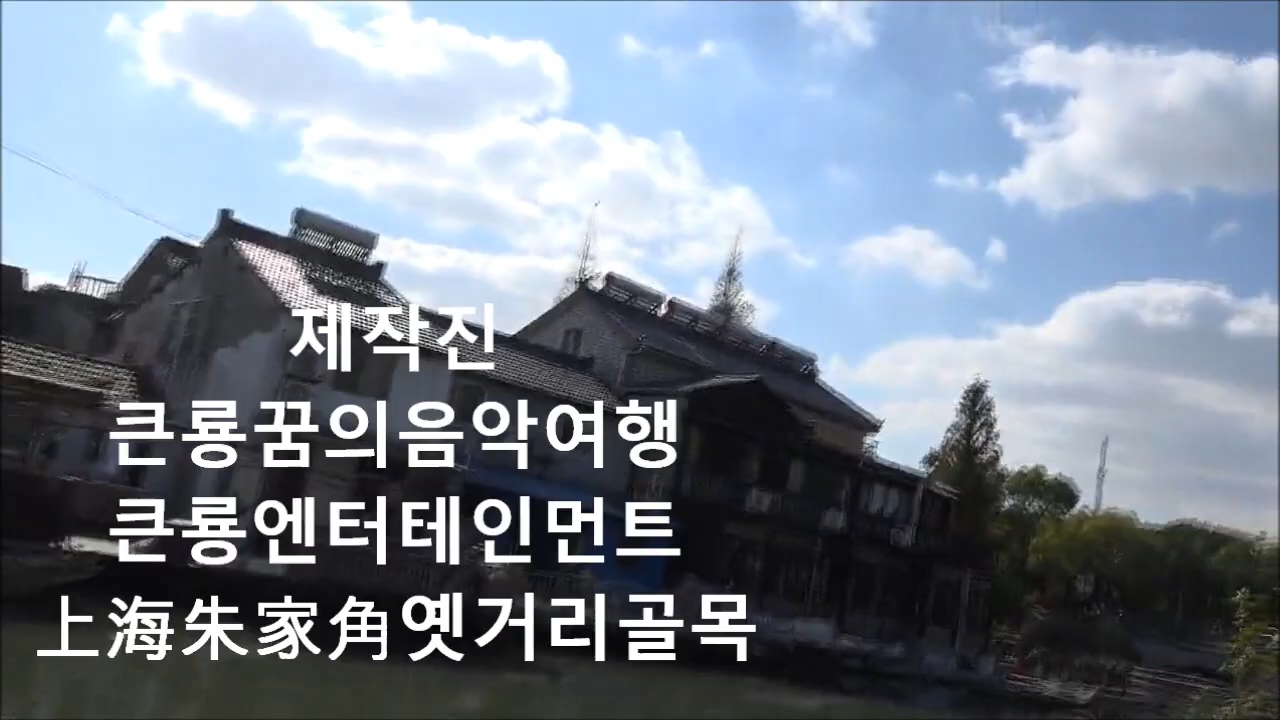 제작진
큰룡꿈의음악여행
큰룡엔터테인먼트
上海朱家角옛거리골목